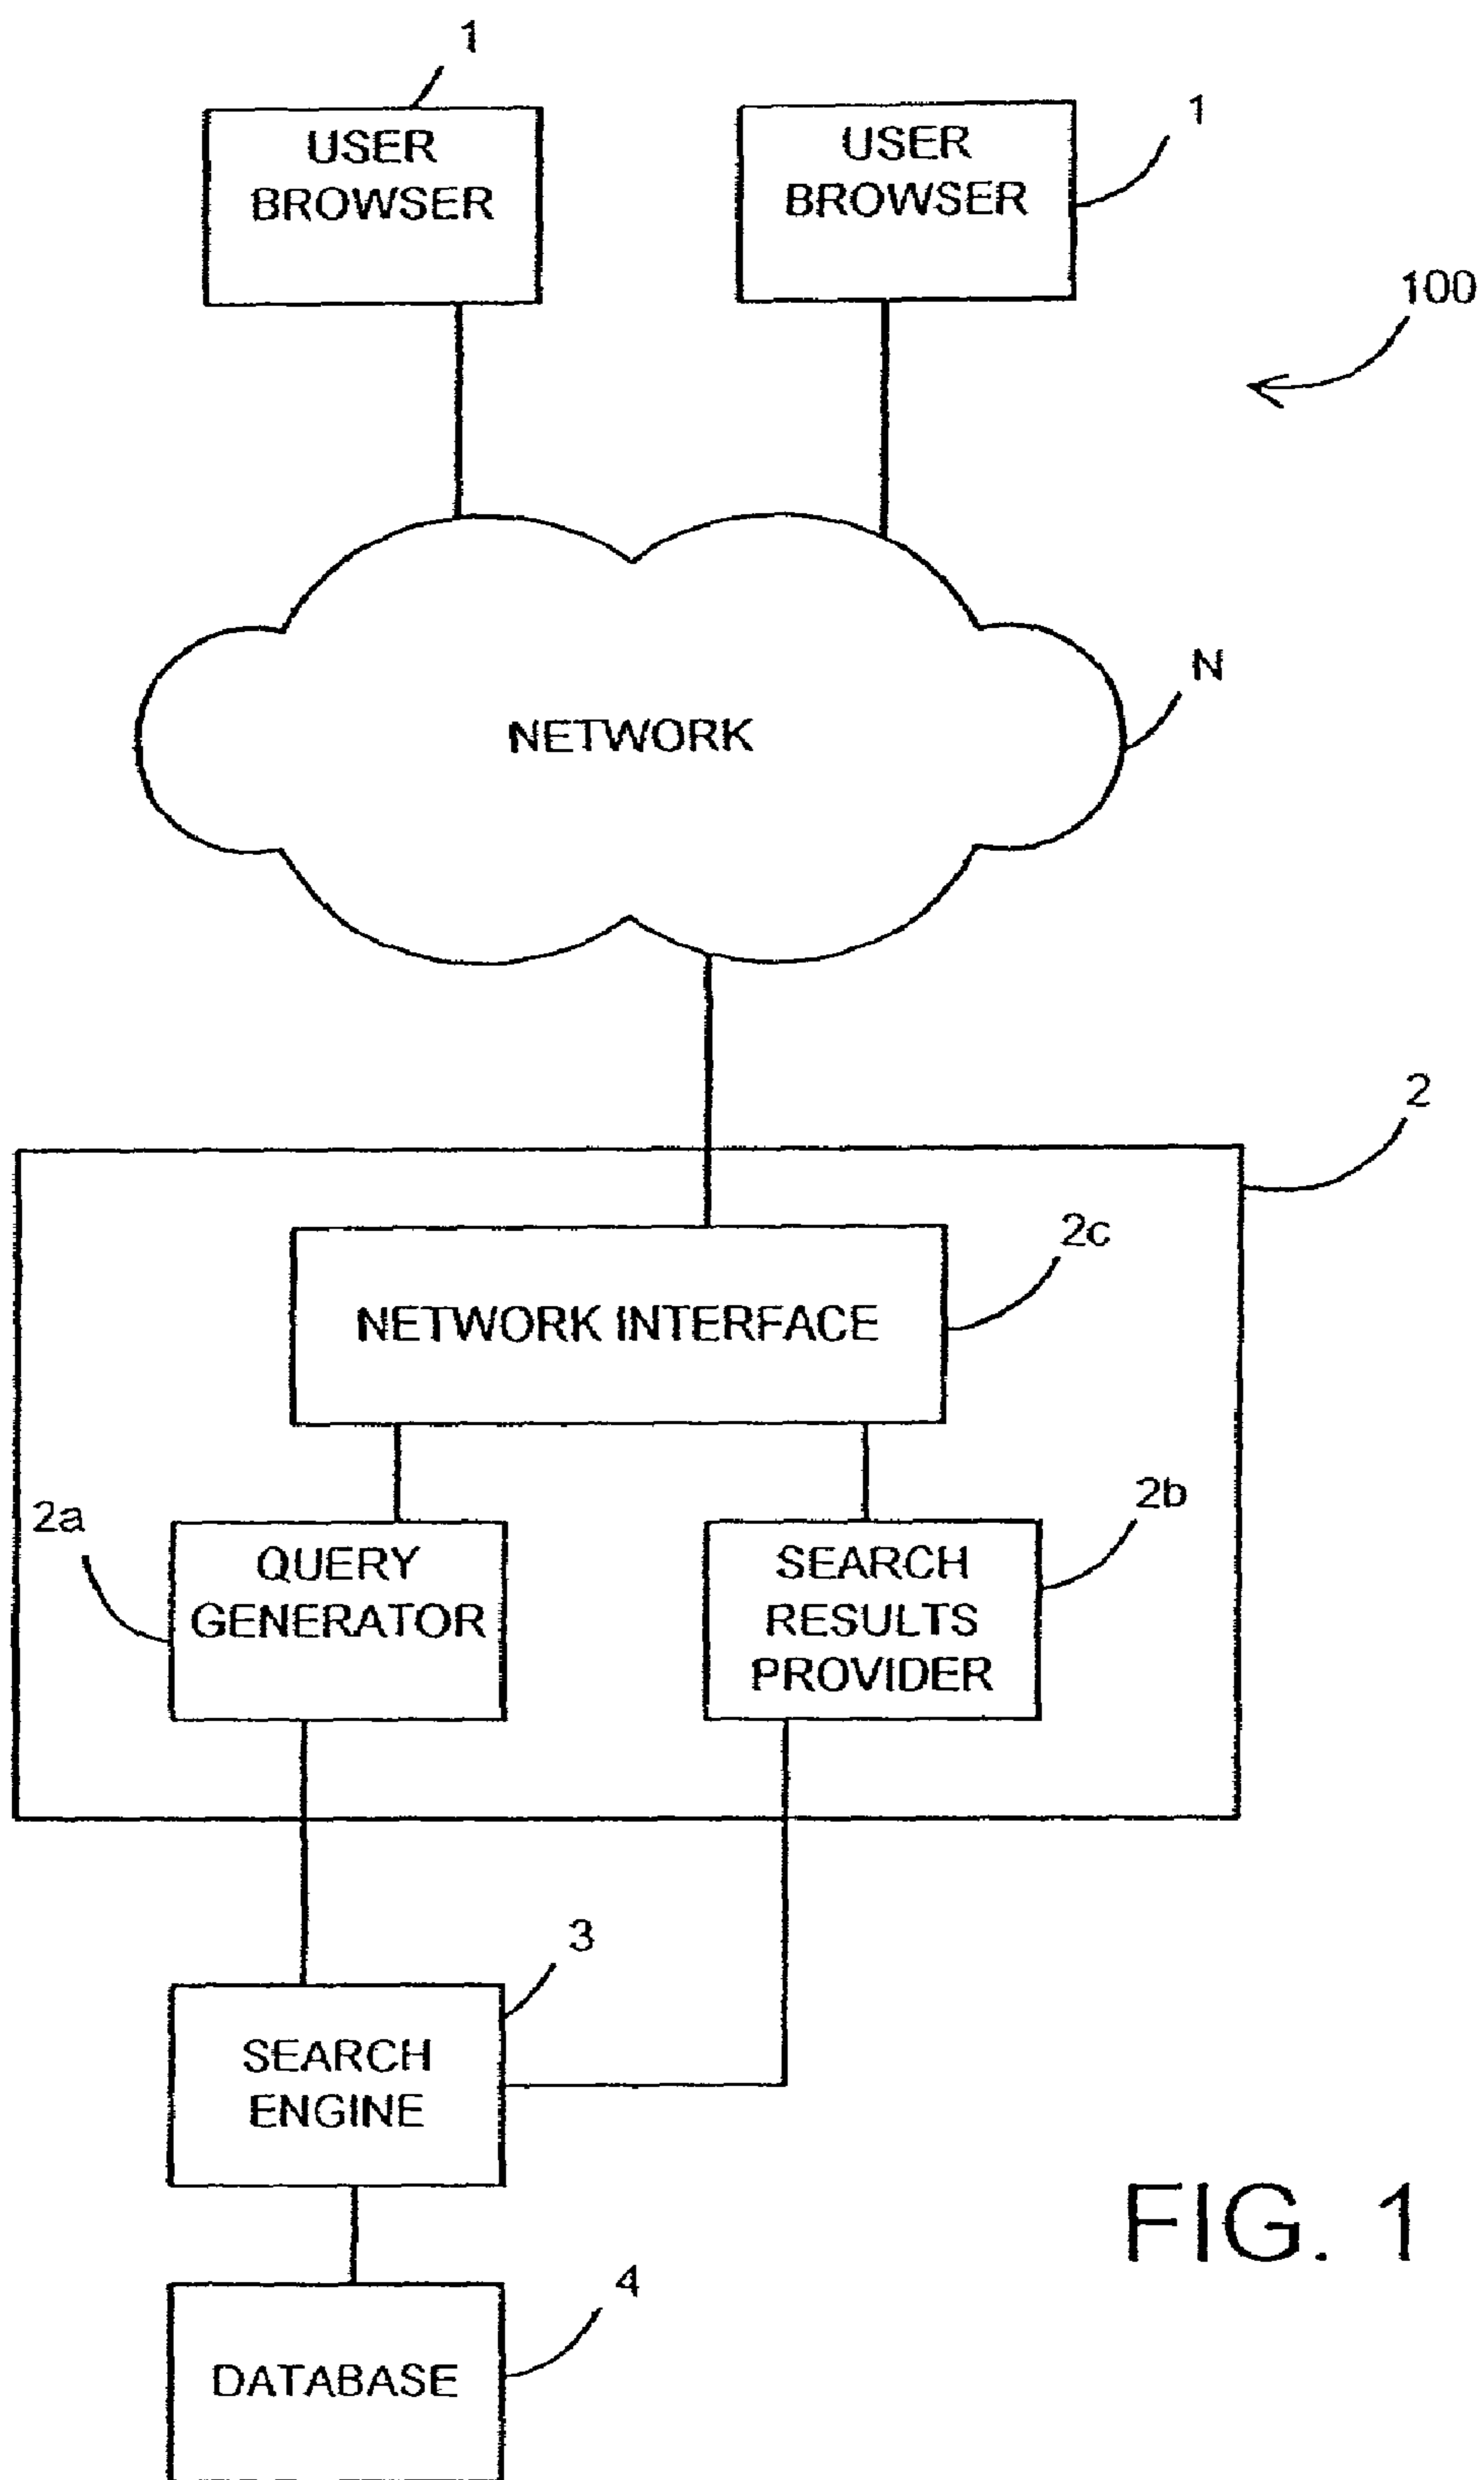 1
USER
BROWSER
USER
BROWSER
1
100
NETWORK
N
2
2c
NETWORK INTERFACE
2a
QUERY
GENERATOR
2b
SEARCH
RESULTS
PROVIDER
3
SEARCH
ENGINE
FIG. 1
4
DATABASE